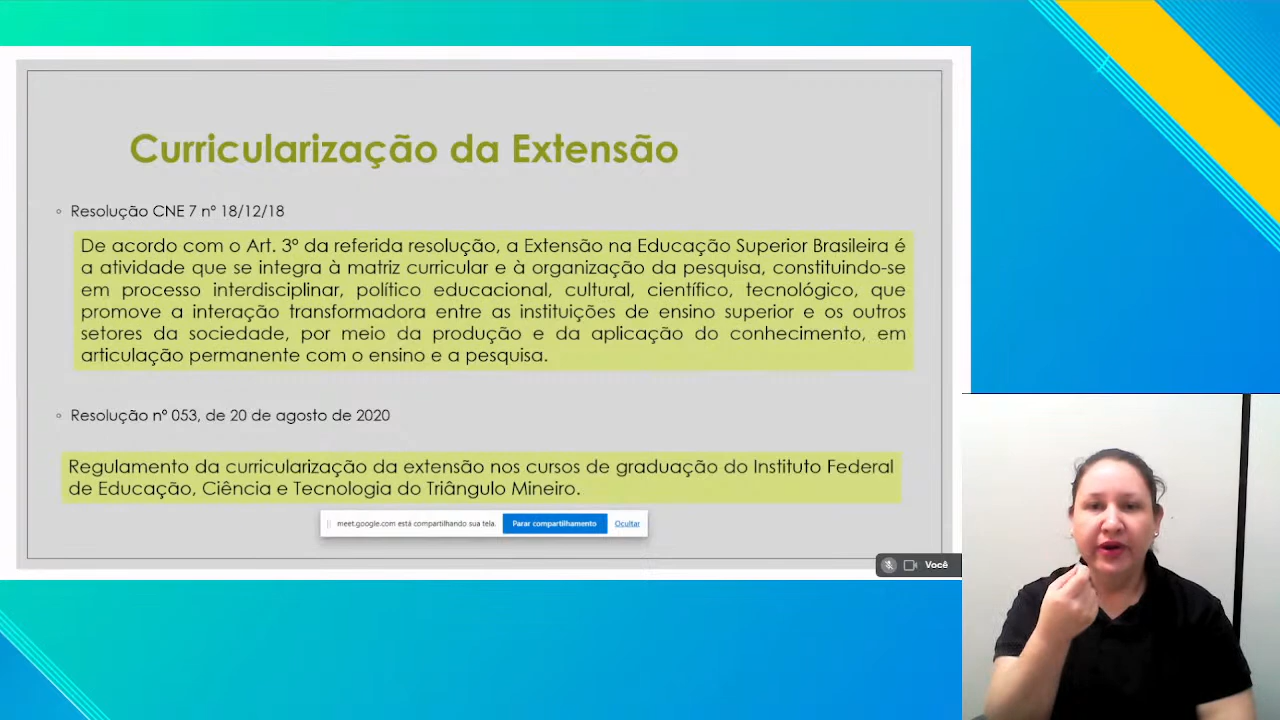 Curricularização da Extensão
Resolução CNE 7 nº 18/12/18
De acordo com o Art. 3º da referida resolução, a Extensão na Educação Superior Brasileira é
a atividade que se integra à matriz curricular e à organização da pesquisa, constituindo-se
em processo interdisciplinar, político educacional, cultural, científico, tecnológico, que
promove a interação transformadora entre as instituições de ensino superior e os outros
setores da sociedade, por meio da produção e da aplicação do conhecimento, em
articulação permanente com o ensino e a pesquisa.
Resolução nº 053, de 20 de agosto de 2020
Regulamento da curricularização da extensão nos cursos de graduação do Instituto Federal
de Educação, Ciência e Tecnologia do Triângulo Mineiro.
meet.google.com está compartilhando sua tela. Parar compartilhamento Ocultar
Você